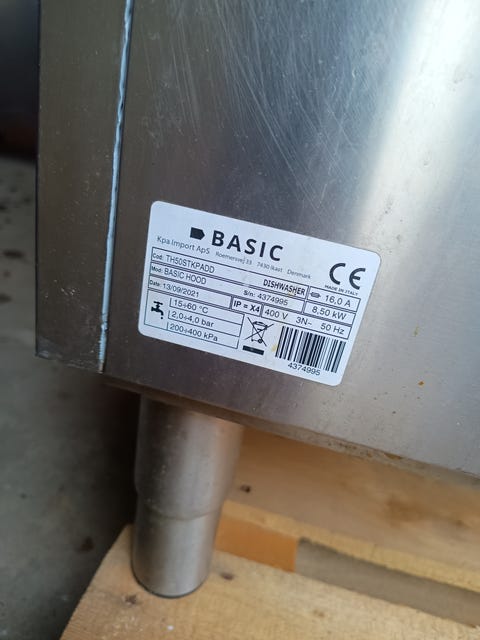 BASIC
Kpa Import ApS Roemersvej 33 7430 Ikast Denmark
CE
MADE IN ITALY
Cod: TH50STKPADD
DISHWASHER
16,0 A
Mod: BASIC HOOD
S/n: 4374995
8,50 kW
Date: 13/09/2021
IP = X4
400 V 3N~ 50 Hz
15÷60 °C
2,0÷4,0 bar
200÷400 kPa
4374995